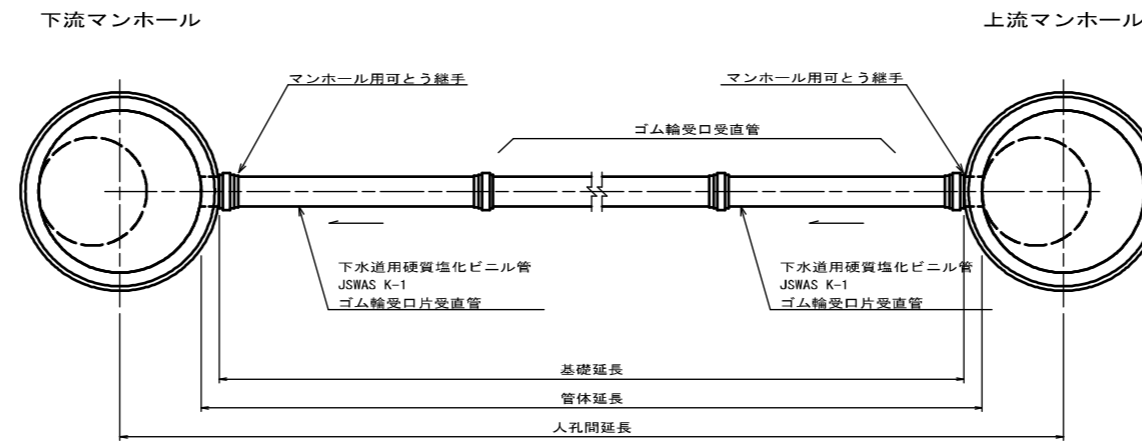 下流マンホール
上流マンホール
マンホール用可とう継手
マンホール用可とう継手
ゴム輪受口受直管
下水道用硬質塩化ビニル管
JSWAS K-1
ゴム輪受口片受直管
下水道用硬質塩化ビニル管
JSWAS K-1
ゴム輪受口片受直管
基礎延長
管体延長
人孔間延長